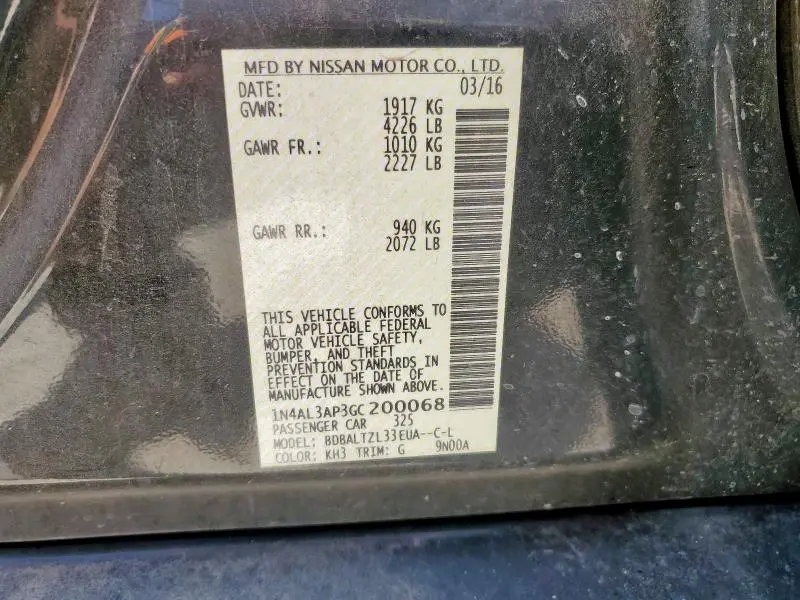 MFD BY NISSAN MOTOR CO., LTD.
DATE: 03/16
GVWR: 1917 KG
4226 LB
GAWR FR.: 1010 KG
2227 LB
GAWR RR.: 940 KG
2072 LB
THIS VEHICLE CONFORMS TO
ALL APPLICABLE FEDERAL
MOTOR VEHICLE SAFETY,
BUMPER, AND THEFT
PREVENTION STANDARDS IN
EFFECT ON THE DATE OF
MANUFACTURE SHOWN ABOVE.
1N4AL3AP3GC200068
PASSENGER CAR 325
MODEL: BDBALTZL33EUA--C-L
COLOR: KH3 TRIM: G 9N00A